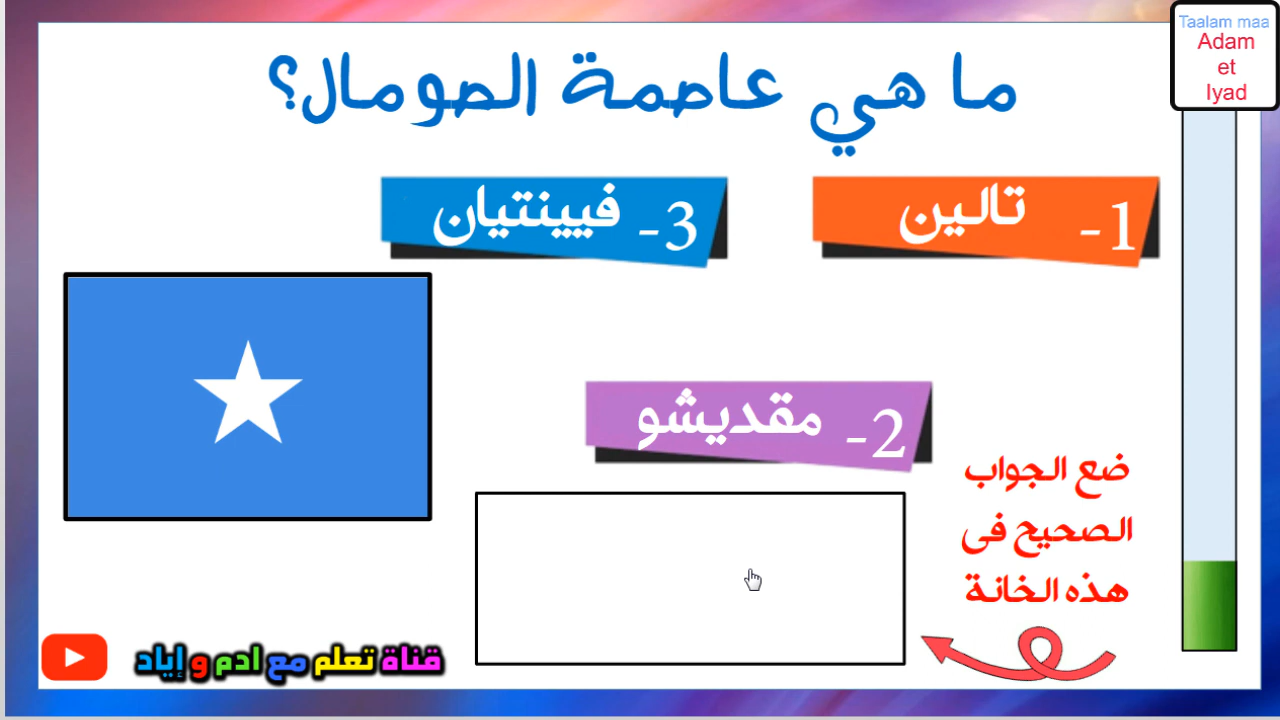 Taalam maa
Adam
et
Iyad
ما هي عاصمة الصومال؟
1- تالين
3- فيينتيان
2- مقديشو
ضع الجواب
الصحيح فى
هذه الخانة
قناة تعلم مع ادم و إياد